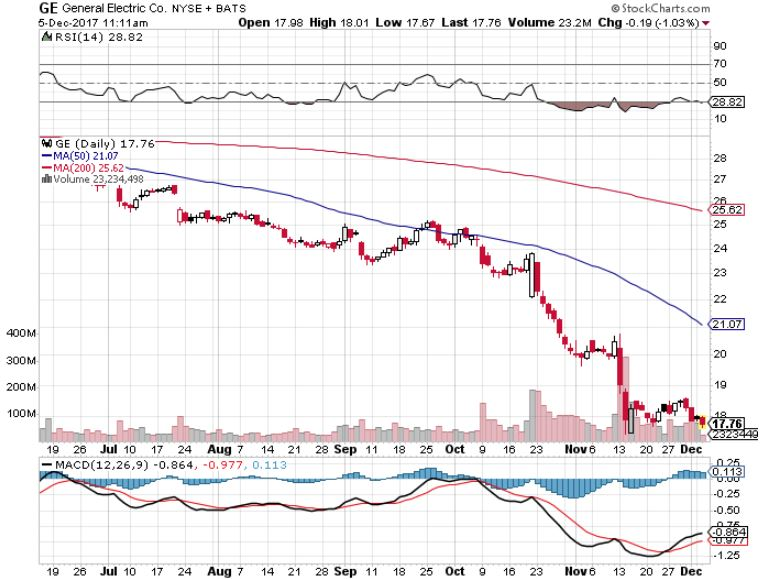 GE General Electric Co. NYSE + BATS © StockCharts.com
5-Dec-2017 11:11am Open 17.98 High 18.01 Low 17.67 Last 17.76 Volume 23.2M Chg -0.19 (-1.03%)
RSI(14) 28.82
90
70
50
28.82
10
GE (Daily) 17.76
MA(50) 21.07
MA(200) 25.62
Volume 23,234,498
28
27
26
25.62
25
24
23
22
21.07
20
18
17.76
23234498
400M
300M
200M
100M
19 26 Jul 10 17 24 Aug 7 14 21 28 Sep 11 18 25 Oct 9 16 23 Nov 6 13 20 27 Dec
MACD(12,26,9) -0.864, -0.977, 0.113
0.25
0.113
0.00
-0.25
-0.50
-0.75
-0.864
-0.977
-1.25
19 26 Jul 10 17 24 Aug 7 14 21 28 Sep 11 18 25 Oct 9 16 23 Nov 6 13 20 27 Dec